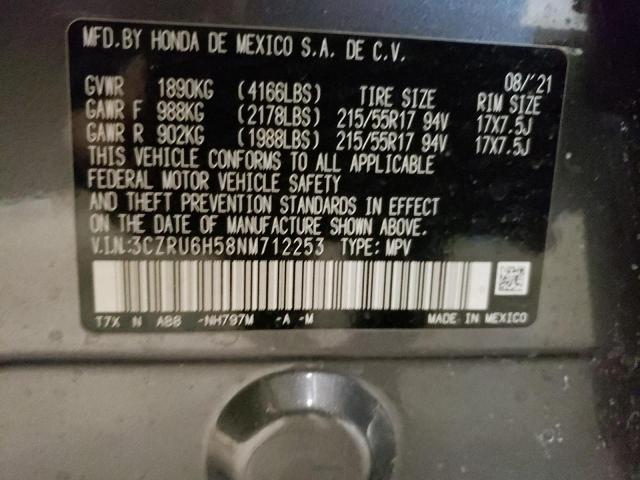 MFD.BY HONDA DE MEXICO S.A. DE C.V.
08/'21
GVWR 1890KG (4166LBS) TIRE SIZE RIM SIZE
GAWR F 988KG (2178LBS) 215/55R17 94V 17X7.5J
GAWR R 902KG (1988LBS) 215/55R17 94V 17X7.5J
THIS VEHICLE CONFORMS TO ALL APPLICABLE
FEDERAL MOTOR VEHICLE SAFETY
AND THEFT PREVENTION STANDARDS IN EFFECT
ON THE DATE OF MANUFACTURE SHOWN ABOVE.
V.I.N.:3CZRU6H58NM712253 TYPE: MPV
T7X N ABB -NH797M -A -M MADE IN MEXICO